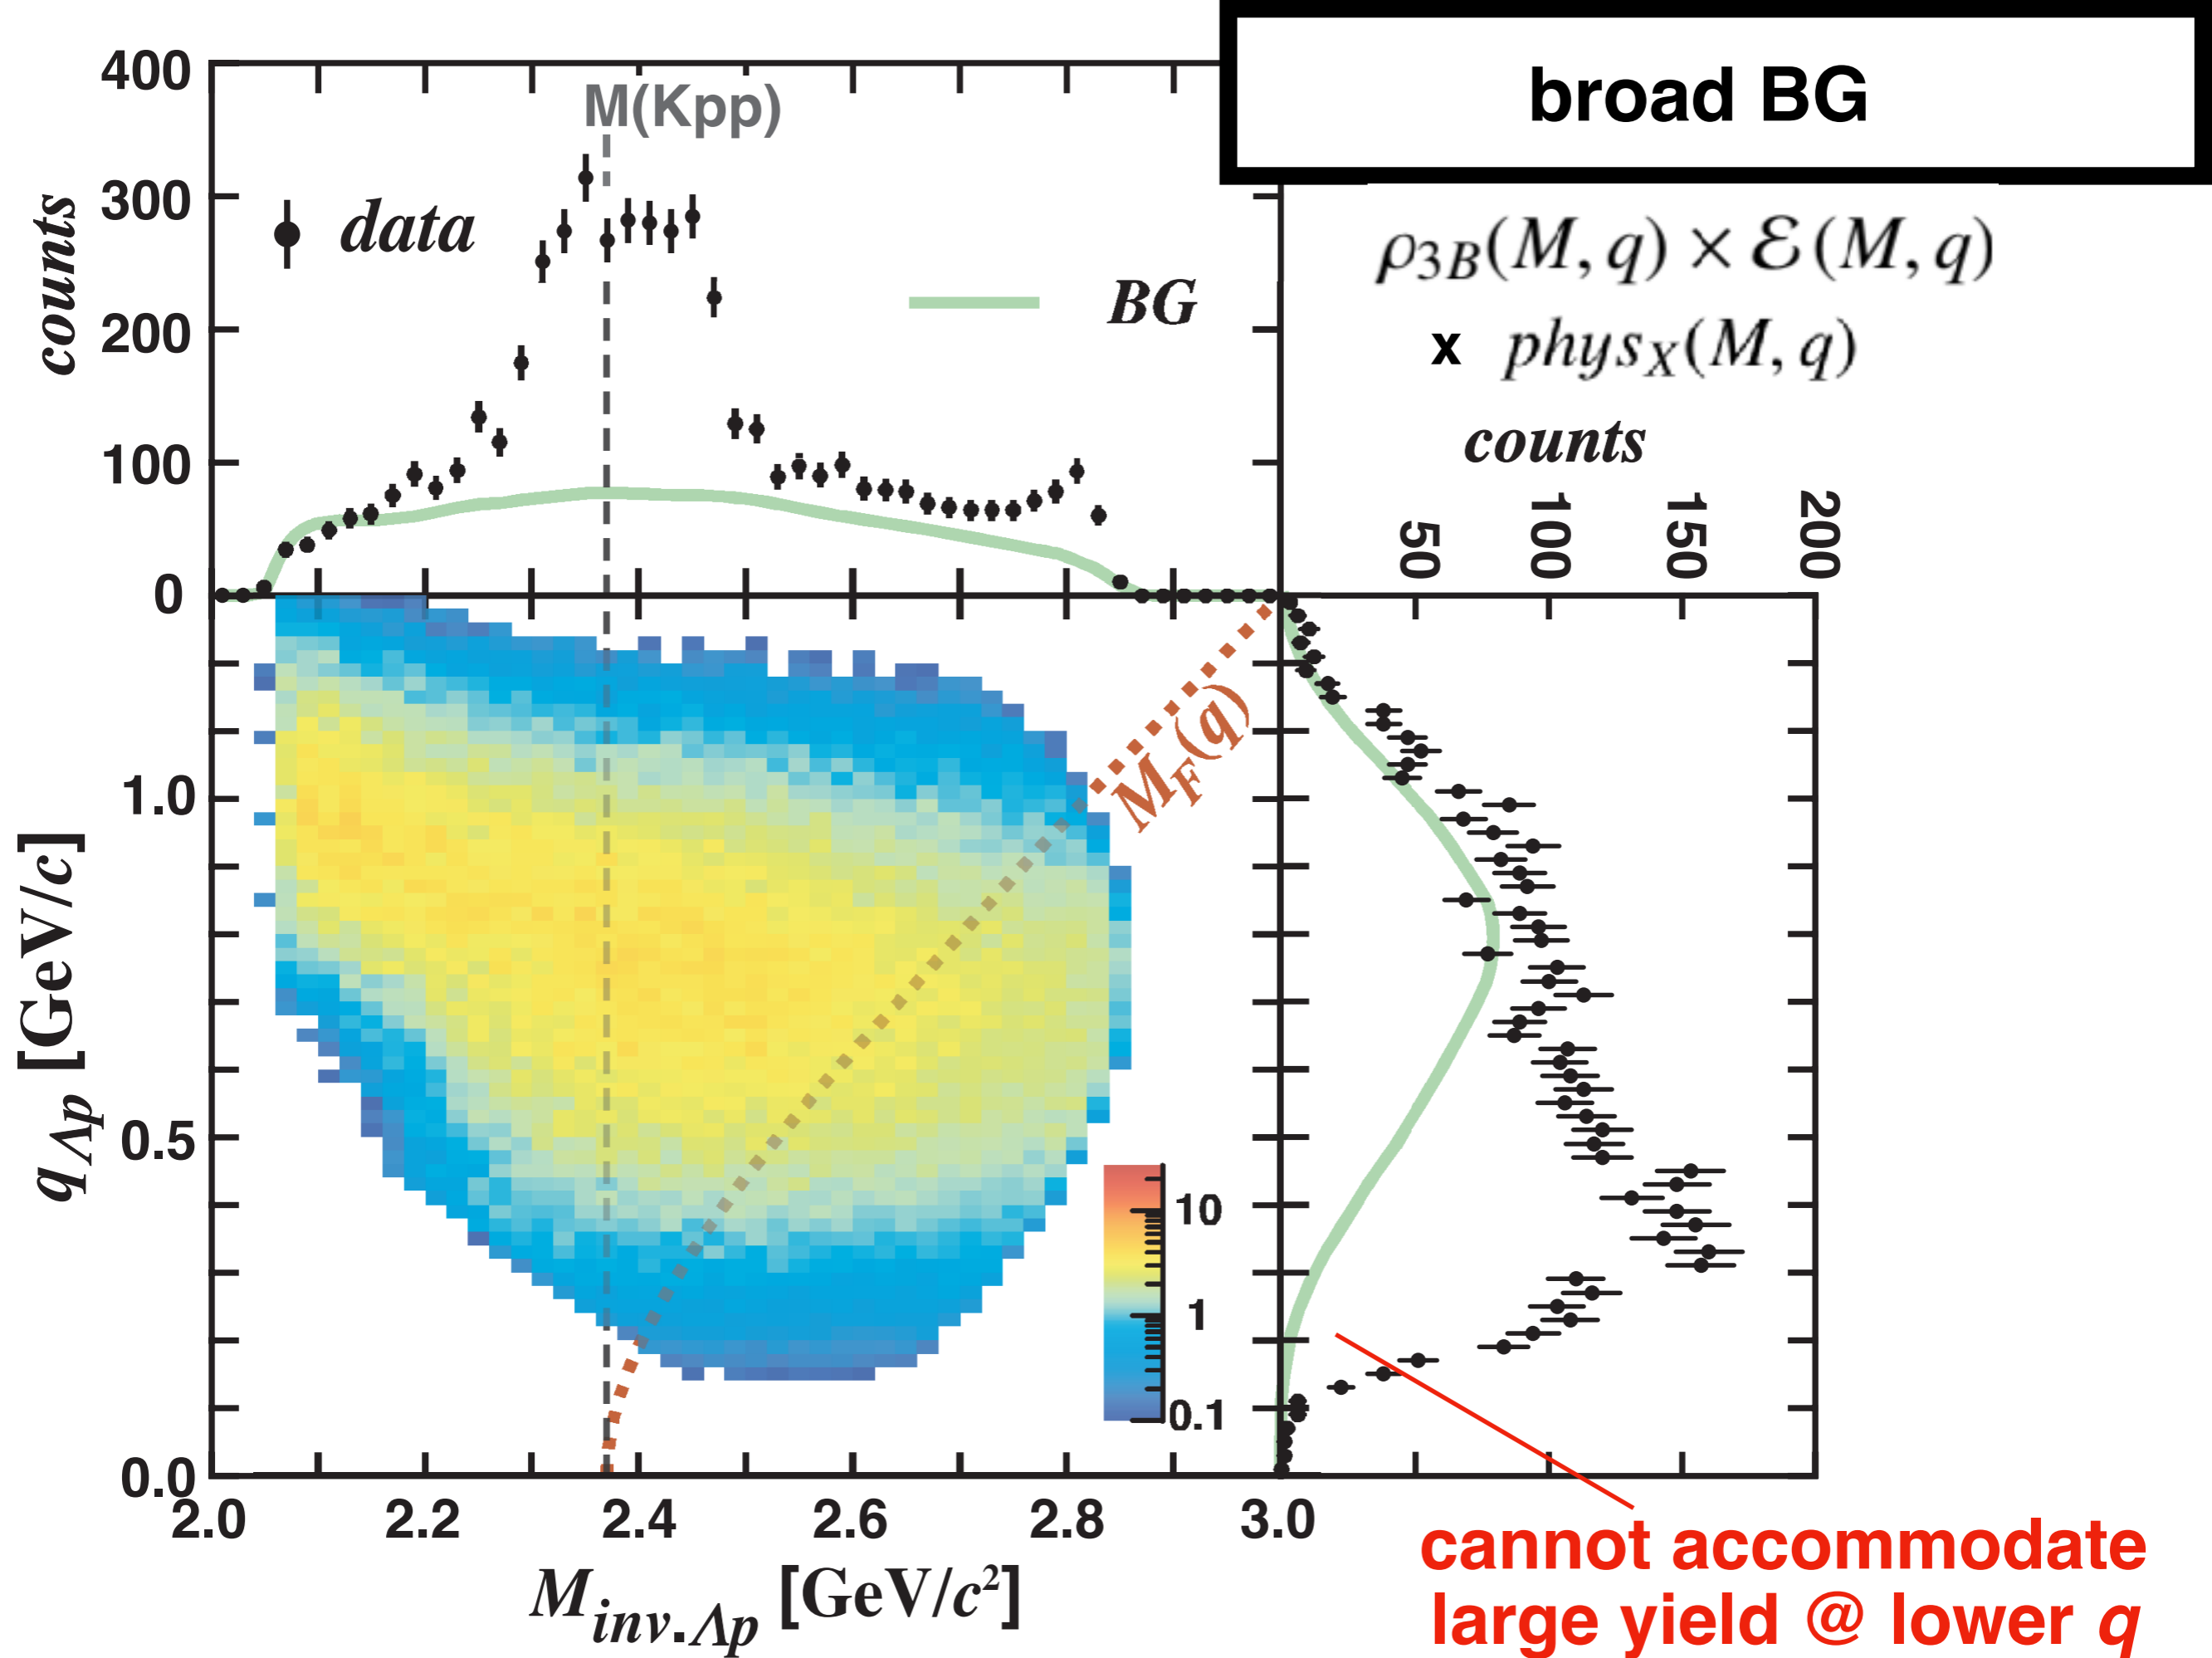 broad BG
400
M(Kpp)
300
data
counts
ρ3B(M, q) × ℰ(M, q)
BG
200
x physX(M, q)
100
counts
50
100
150
200
0
MF(q)
1.0
qΛp [GeV/c]
0.5
10
1
0.1
0.0
2.0
2.2
2.4
2.6
2.8
3.0
Minv.Λp [GeV/c²]
cannot accommodate
large yield @ lower q